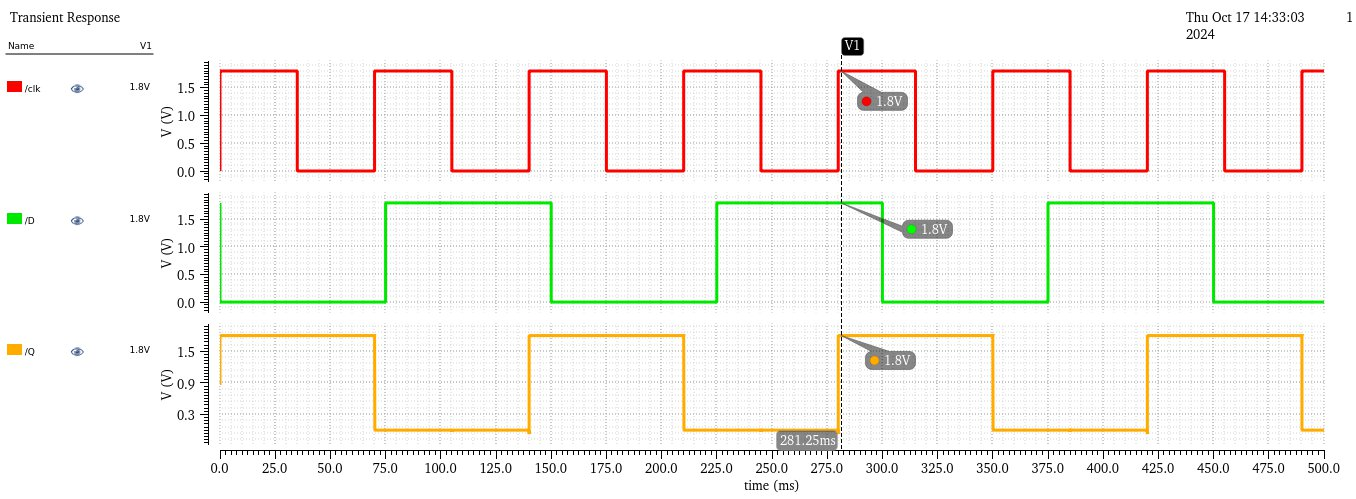 Transient Response
Thu Oct 17 14:33:03 1
2024
Name V1
V1
/clk 1.8V
V (V)
1.5
1.0
0.5
0.0
1.8V
/D 1.8V
V (V)
1.5
1.0
0.5
0.0
1.8V
/Q 1.8V
V (V)
1.5
0.9
0.3
1.8V
281.25ms
0.0 25.0 50.0 75.0 100.0 125.0 150.0 175.0 200.0 225.0 250.0 275.0 300.0 325.0 350.0 375.0 400.0 425.0 450.0 475.0 500.0
time (ms)